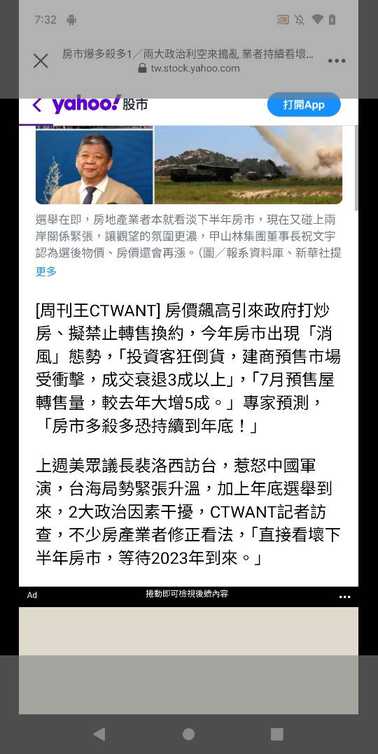 7:32
房市爆多殺多1／兩大政治利空來搗亂 業者持續看壞...
tw.stock.yahoo.com
yahoo! 股市
打開App
選舉在即，房地產業者本就看淡下半年房市，現在又碰上兩
岸關係緊張，讓觀望的氛圍更濃，甲山林集團董事長祝文宇
認為選後物價、房價還會再漲。（圖／報系資料庫、新華社提
更多
[周刊王CTWANT] 房價飆高引來政府打炒
房、擬禁止轉售換約，今年房市出現「消
風」態勢，「投資客狂倒貨，建商預售市場
受衝擊，成交衰退3成以上」，「7月預售屋
轉售量，較去年大增5成。」專家預測，
「房市多殺多恐持續到年底！」
上週美眾議長裴洛西訪台，惹怒中國軍
演，台海局勢緊張升溫，加上年底選舉到
來，2大政治因素干擾，CTWANT記者訪
查，不少房產業者修正看法，「直接看壞下
半年房市，等待2023年到來。」
Ad
捲動即可檢視後續內容